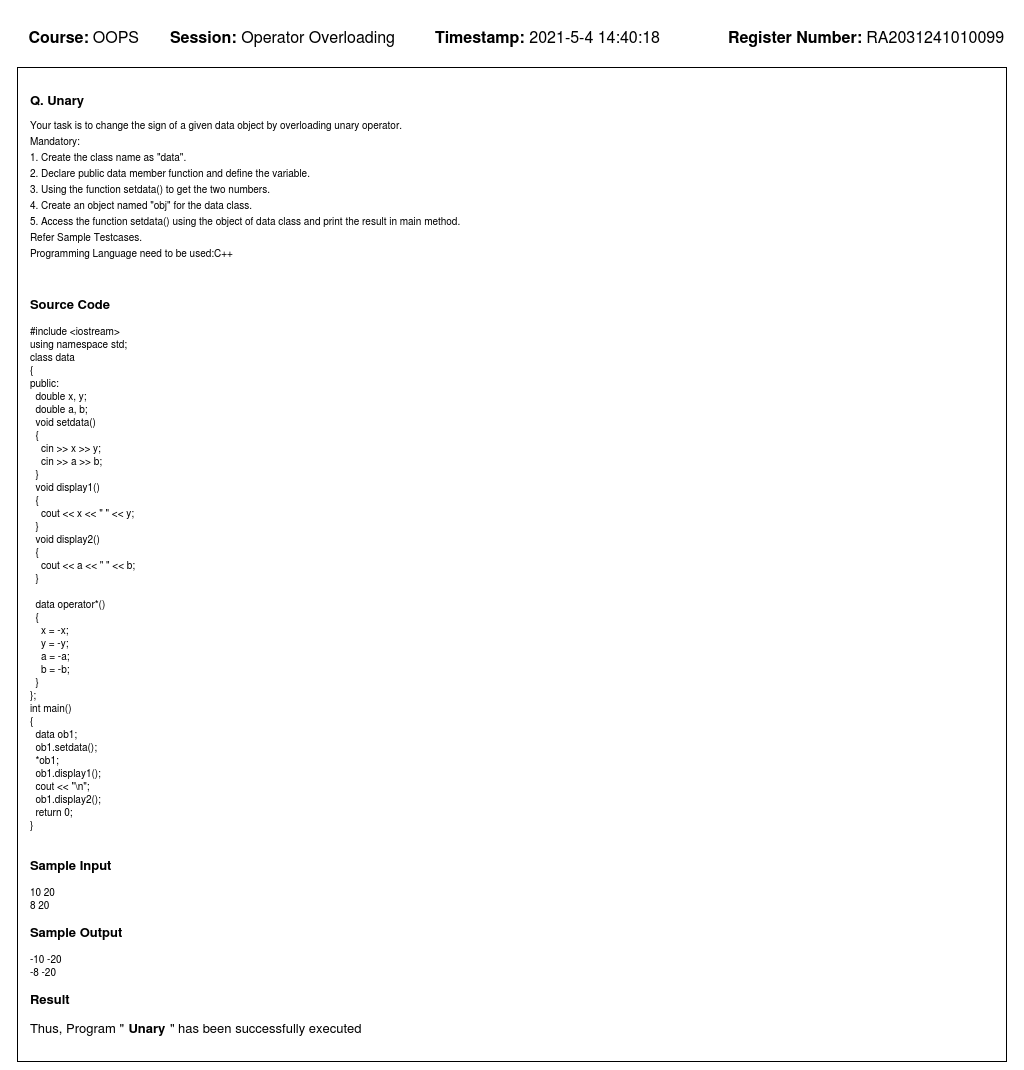 Course: OOPS Session: Operator Overloading Timestamp: 2021-5-4 14:40:18 Register Number: RA2031241010099
Q. Unary
Your task is to change the sign of a given data object by overloading unary operator.
Mandatory:
1. Create the class name as "data".
2. Declare public data member function and define the variable.
3. Using the function setdata() to get the two numbers.
4. Create an object named "obj" for the data class.
5. Access the function setdata() using the object of data class and print the result in main method.
Refer Sample Testcases.
Programming Language need to be used:C++
Source Code
#include <iostream>
using namespace std;
class data
{
public:
  double x, y;
  double a, b;
  void setdata()
  {
    cin >> x >> y;
    cin >> a >> b;
  }
  void display1()
  {
    cout << x << " " << y;
  }
  void display2()
  {
    cout << a << " " << b;
  }
  data operator*()
  {
    x = -x;
    y = -y;
    a = -a;
    b = -b;
  }
};
int main()
{
  data ob1;
  ob1.setdata();
  *ob1;
  ob1.display1();
  cout << "\n";
  ob1.display2();
  return 0;
}
Sample Input
10 20
8 20
Sample Output
-10 -20
-8 -20
Result
Thus, Program " Unary " has been successfully executed